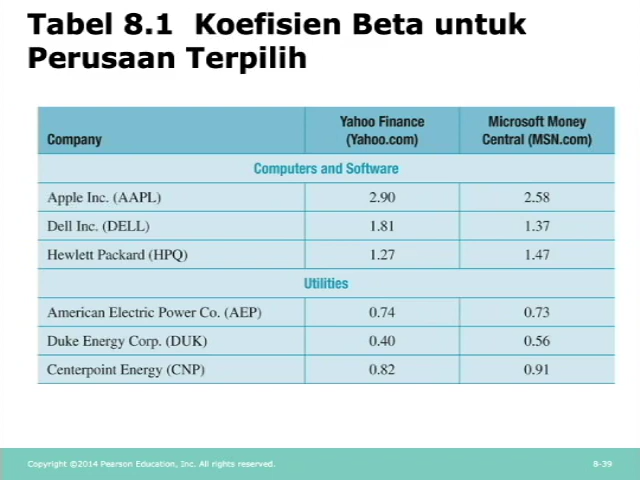 Tabel 8.1 Koefisien Beta untuk
Perusaan Terpilih
Company
Yahoo Finance
(Yahoo.com)
Microsoft Money
Central (MSN.com)
Computers and Software
Apple Inc. (AAPL) 2.90 2.58
Dell Inc. (DELL) 1.81 1.37
Hewlett Packard (HPQ) 1.27 1.47
Utilities
American Electric Power Co. (AEP) 0.74 0.73
Duke Energy Corp. (DUK) 0.40 0.56
Centerpoint Energy (CNP) 0.82 0.91
Copyright ©2014 Pearson Education, Inc. All rights reserved. 8-39